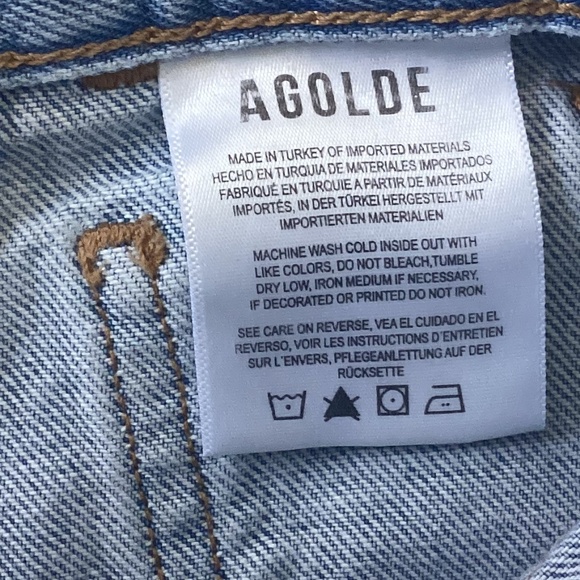 AGOLDE
MADE IN TURKEY OF IMPORTED MATERIALS
HECHO EN TURQUIA DE MATERIALES IMPORTADOS
FABRIQUÉ EN TURQUIE A PARTIR DE MATÉRIAUX
IMPORTÉS, IN DER TÜRKEI HERGESTELLT MIT
IMPORTIERTEN MATERIALIEN
MACHINE WASH COLD INSIDE OUT WITH
LIKE COLORS, DO NOT BLEACH,TUMBLE
DRY LOW, IRON MEDIUM IF NECESSARY,
IF DECORATED OR PRINTED DO NOT IRON.
SEE CARE ON REVERSE, VEA EL CUIDADO EN EL
REVERSO, VOIR LES INSTRUCTIONS D'ENTRETIEN
SUR L'ENVERS, PFLEGEANLETTUNG AUF DER
RÜCKSETTE